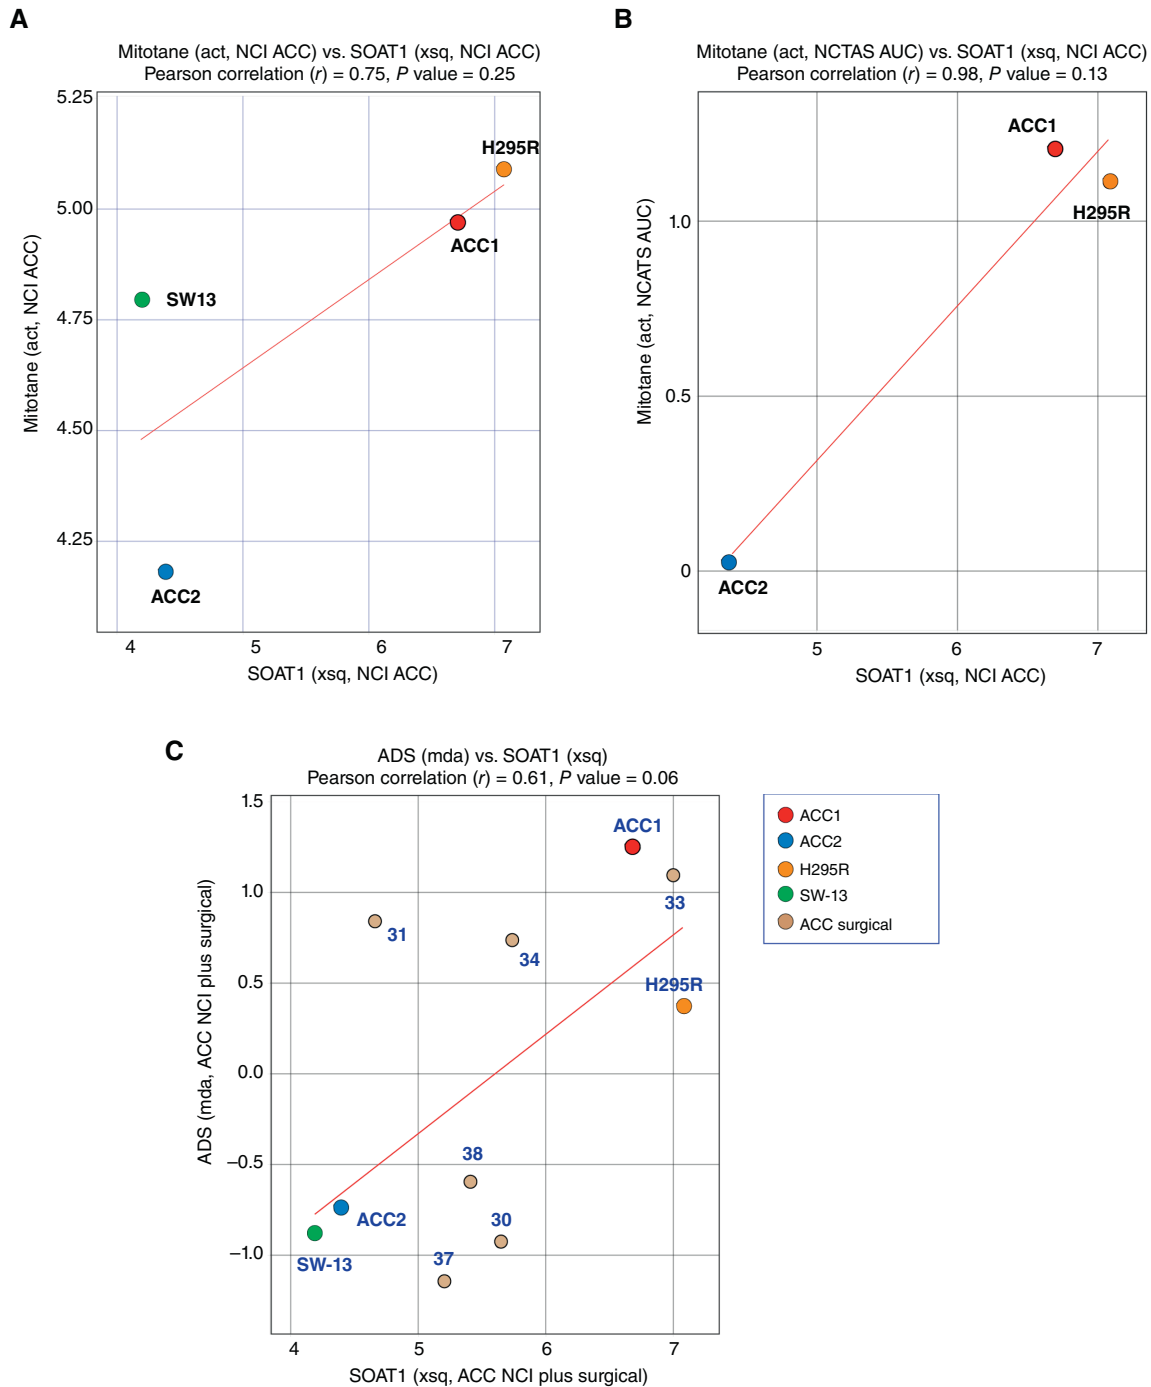 A
Mitotane (act, NCI ACC) vs. SOAT1 (xsq, NCI ACC)
Pearson correlation (r) = 0.75, P value = 0.25
5.25
5.00
4.75
4.50
4.25
Mitotane (act, NCI ACC)
H295R
ACC1
SW13
ACC2
4 5 6 7
SOAT1 (xsq, NCI ACC)
B
Mitotane (act, NCTAS AUC) vs. SOAT1 (xsq, NCI ACC)
Pearson correlation (r) = 0.98, P value = 0.13
1.0
0.5
0
Mitotane (act, NCATS AUC)
ACC1
H295R
ACC2
5 6 7
SOAT1 (xsq, NCI ACC)
C
ADS (mda) vs. SOAT1 (xsq)
Pearson correlation (r) = 0.61, P value = 0.06
1.5
1.0
0.5
0.0
–0.5
–1.0
ADS (mda, ACC NCI plus surgical)
ACC1
33
31
34
H295R
38
ACC2
30
SW-13
37
4 5 6 7
SOAT1 (xsq, ACC NCI plus surgical)
ACC1
ACC2
H295R
SW-13
ACC surgical